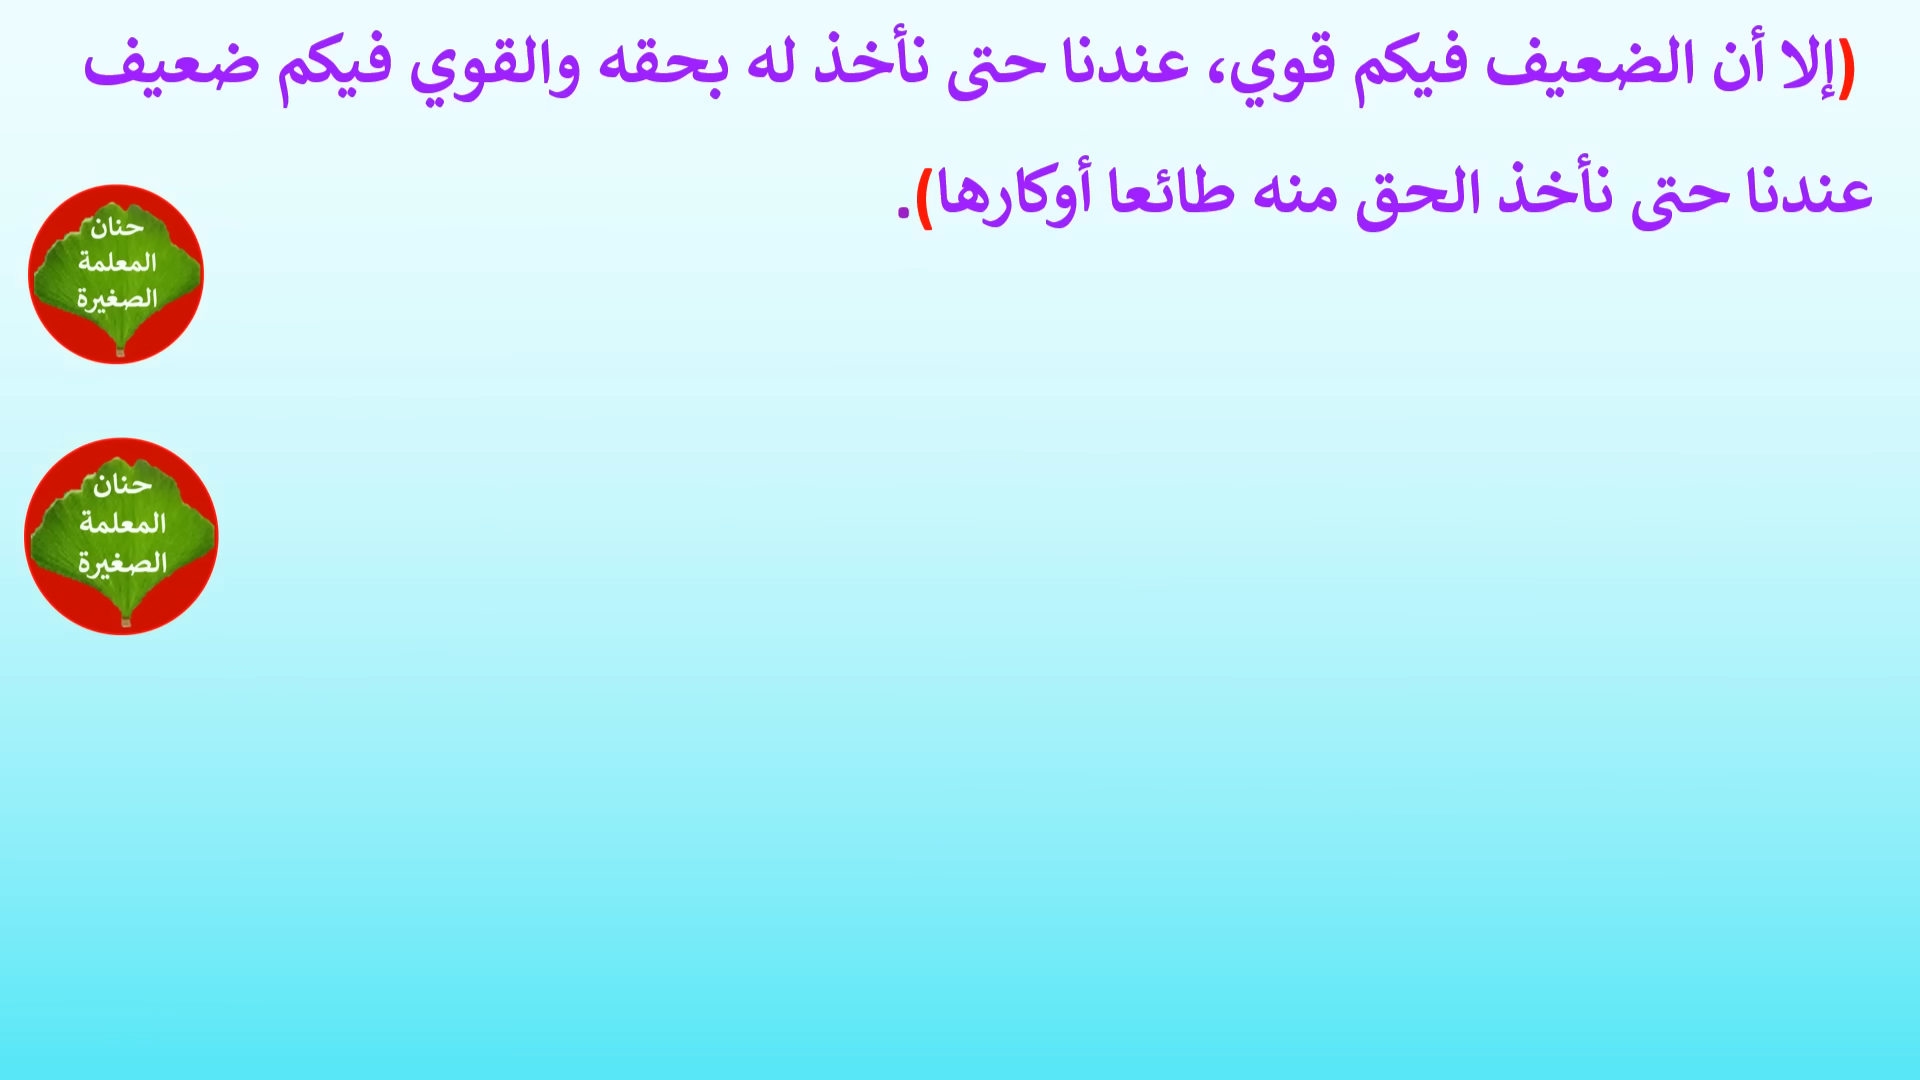 (إلا أن الضعيف فيكم قوي، عندنا حتى نأخذ له بحقه والقوي فيكم ضعيف
عندنا حتى نأخذ الحق منه طائعا أوكارها).
حنان
المعلمة
الصغيرة
حنان
المعلمة
الصغيرة